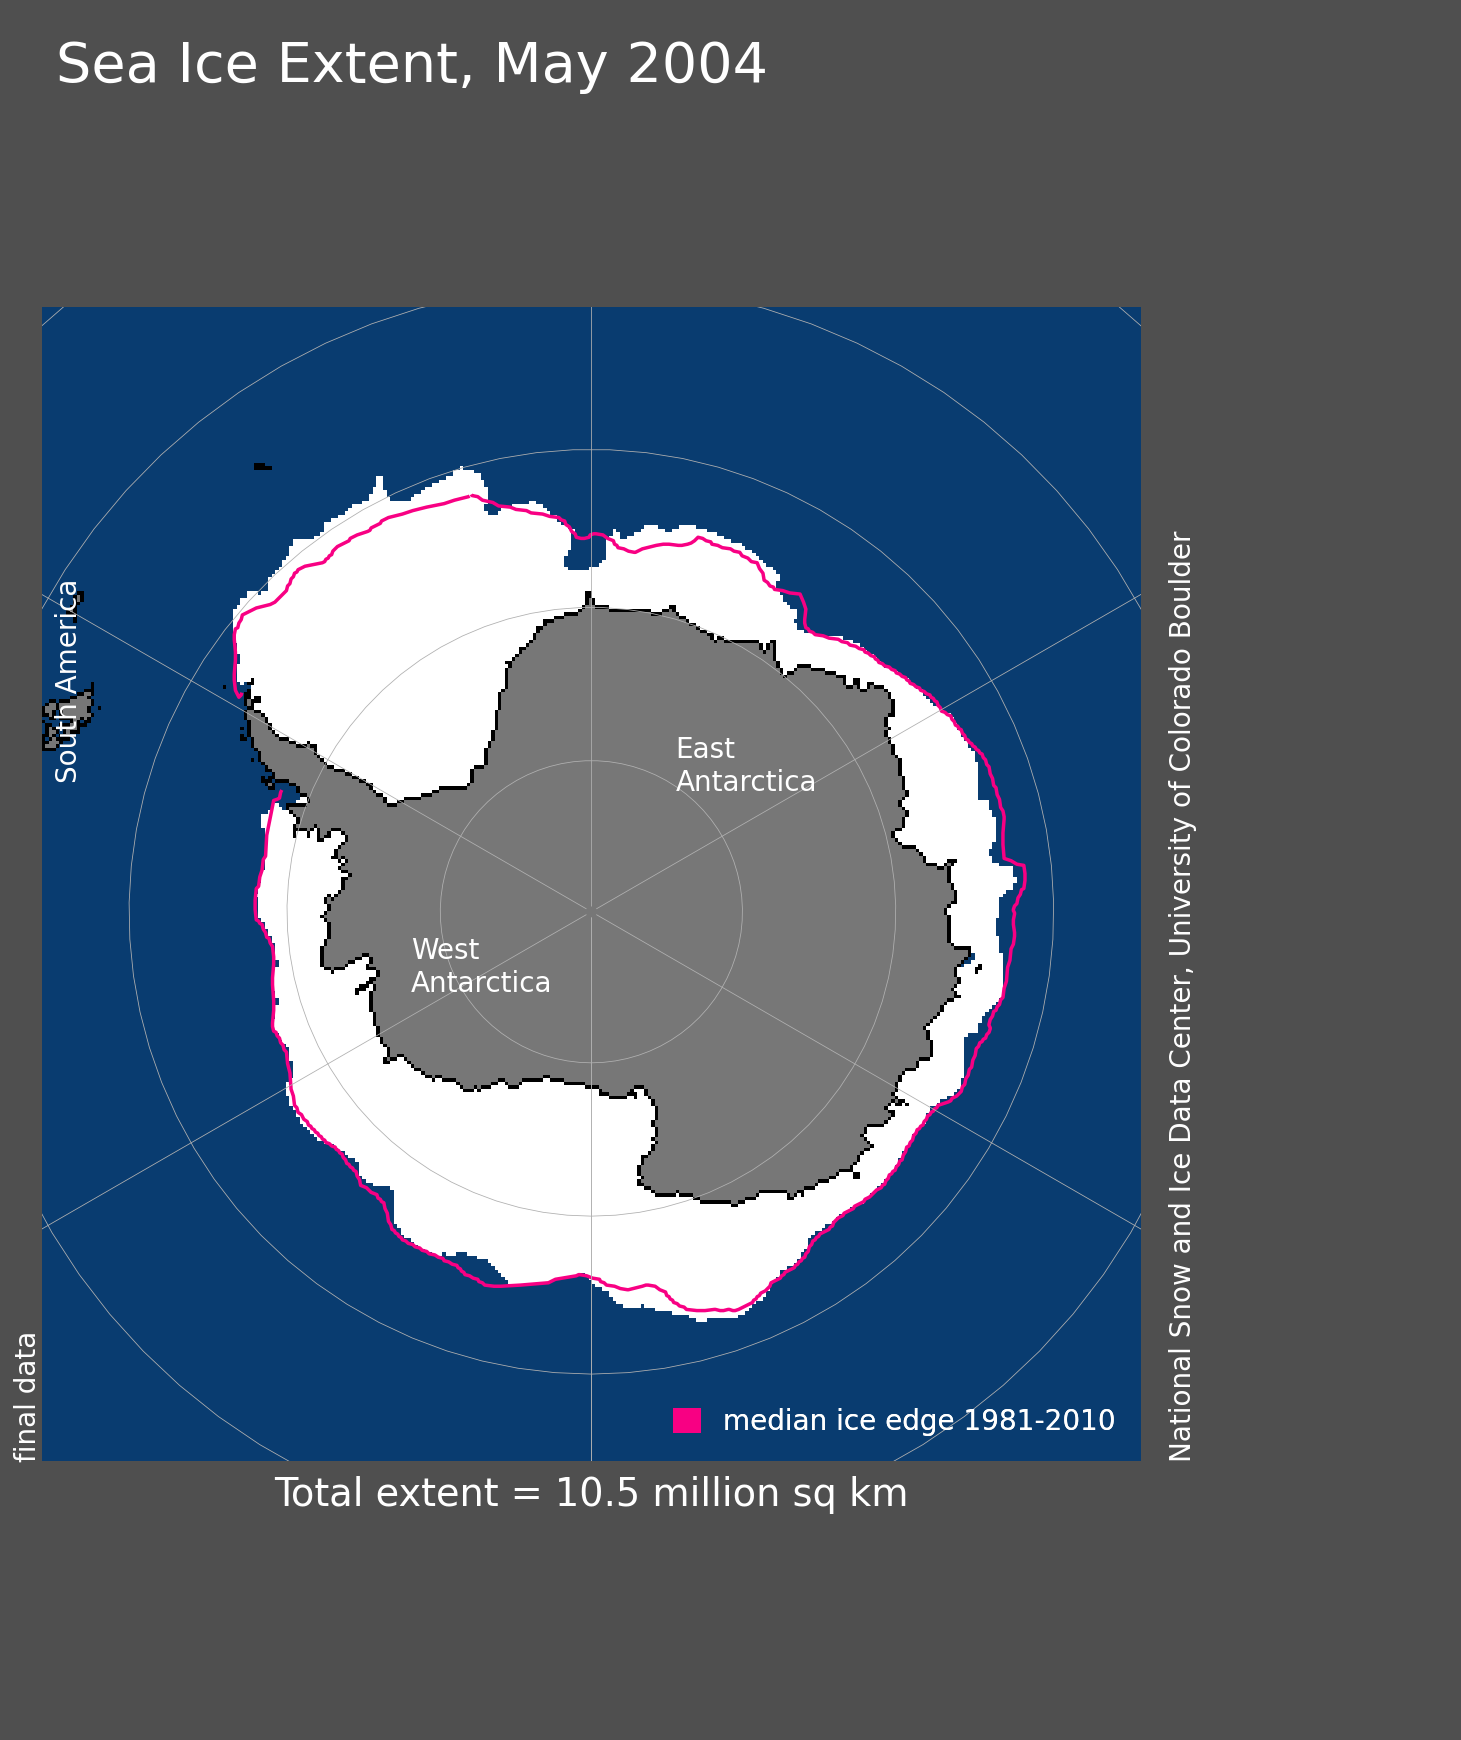 Sea Ice Extent, May 2004
South America
East
Antarctica
West
Antarctica
median ice edge 1981-2010
final data
National Snow and Ice Data Center, University of Colorado Boulder
Total extent = 10.5 million sq km